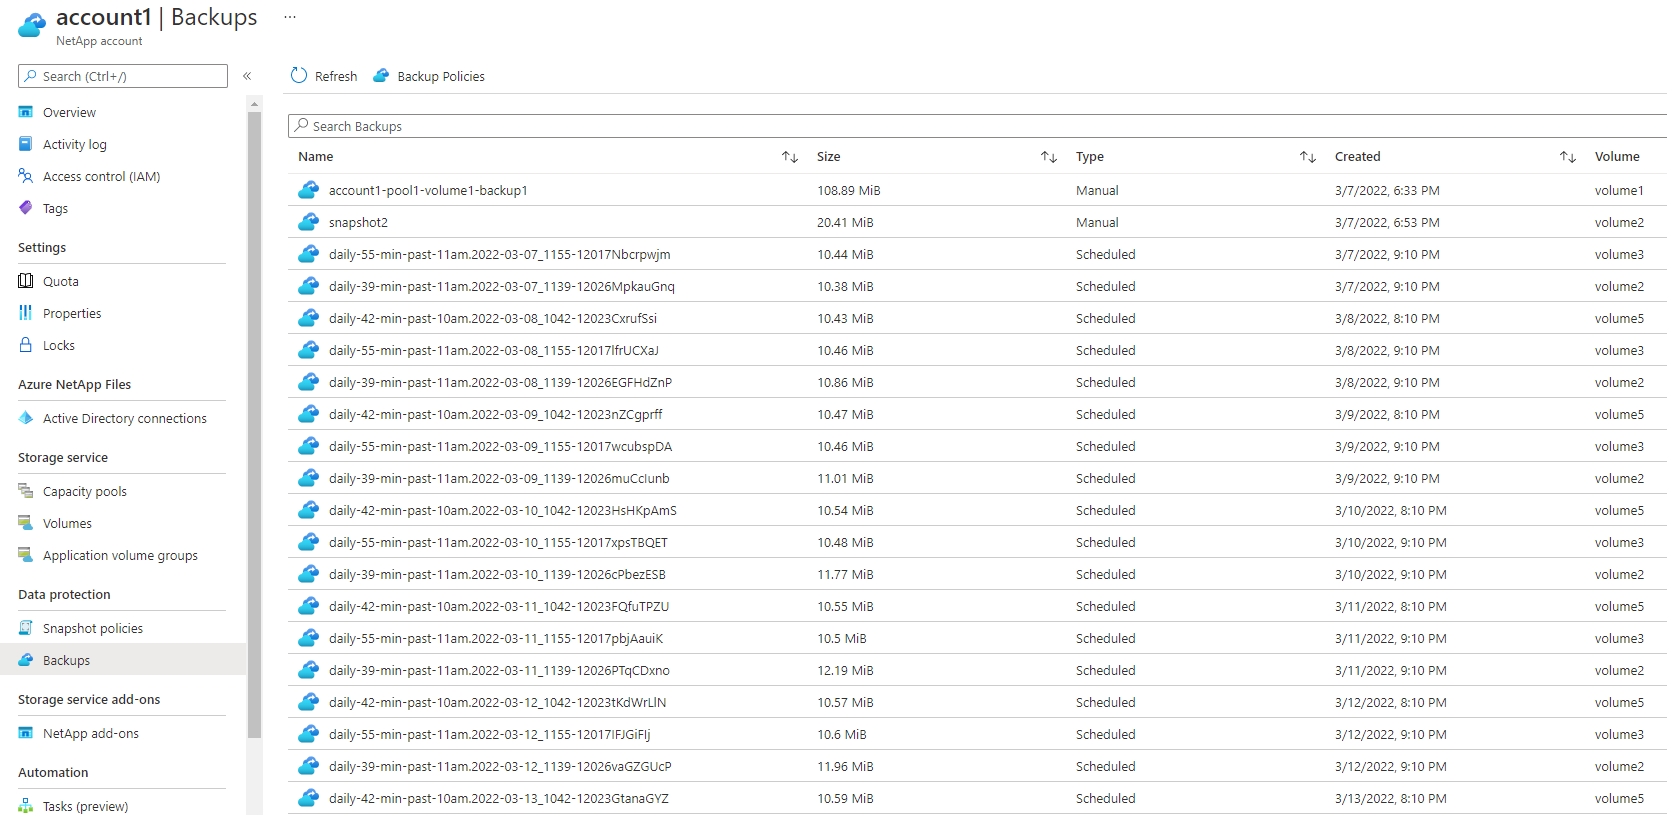 account1 | Backups ...
NetApp account
Search (Ctrl+/) «
Overview
Activity log
Access control (IAM)
Tags
Settings
Quota
Properties
Locks
Azure NetApp Files
Active Directory connections
Storage service
Capacity pools
Volumes
Application volume groups
Data protection
Snapshot policies
Backups
Storage service add-ons
NetApp add-ons
Automation
Tasks (preview)
Refresh Backup Policies
Search Backups
Name Size Type Created Volume
account1-pool1-volume1-backup1 108.89 MiB Manual 3/7/2022, 6:33 PM volume1
snapshot2 20.41 MiB Manual 3/7/2022, 6:53 PM volume2
daily-55-min-past-11am.2022-03-07_1155-12017Nbcrpwjm 10.44 MiB Scheduled 3/7/2022, 9:10 PM volume3
daily-39-min-past-11am.2022-03-07_1139-12026MpkauGnq 10.38 MiB Scheduled 3/7/2022, 9:10 PM volume2
daily-42-min-past-10am.2022-03-08_1042-12023CxrufSsi 10.43 MiB Scheduled 3/8/2022, 8:10 PM volume5
daily-55-min-past-11am.2022-03-08_1155-12017lfrUCXaJ 10.46 MiB Scheduled 3/8/2022, 9:10 PM volume3
daily-39-min-past-11am.2022-03-08_1139-12026EGFHdZnP 10.86 MiB Scheduled 3/8/2022, 9:10 PM volume2
daily-42-min-past-10am.2022-03-09_1042-12023nZCgprff 10.47 MiB Scheduled 3/9/2022, 8:10 PM volume5
daily-55-min-past-11am.2022-03-09_1155-12017wcubspDA 10.46 MiB Scheduled 3/9/2022, 9:10 PM volume3
daily-39-min-past-11am.2022-03-09_1139-12026muCcIunb 11.01 MiB Scheduled 3/9/2022, 9:10 PM volume2
daily-42-min-past-10am.2022-03-10_1042-12023HsHKpAmS 10.54 MiB Scheduled 3/10/2022, 8:10 PM volume5
daily-55-min-past-11am.2022-03-10_1155-12017xpsTBQET 10.48 MiB Scheduled 3/10/2022, 9:10 PM volume3
daily-39-min-past-11am.2022-03-10_1139-12026cPbezESB 11.77 MiB Scheduled 3/10/2022, 9:10 PM volume2
daily-42-min-past-10am.2022-03-11_1042-12023FQfuTPZU 10.55 MiB Scheduled 3/11/2022, 8:10 PM volume5
daily-55-min-past-11am.2022-03-11_1155-12017pbjAauiK 10.5 MiB Scheduled 3/11/2022, 9:10 PM volume3
daily-39-min-past-11am.2022-03-11_1139-12026PTqCDxno 12.19 MiB Scheduled 3/11/2022, 9:10 PM volume2
daily-42-min-past-10am.2022-03-12_1042-12023tKdWrLlN 10.57 MiB Scheduled 3/12/2022, 8:10 PM volume5
daily-55-min-past-11am.2022-03-12_1155-12017IFJGiFIj 10.6 MiB Scheduled 3/12/2022, 9:10 PM volume3
daily-39-min-past-11am.2022-03-12_1139-12026vaGZGUcP 11.96 MiB Scheduled 3/12/2022, 9:10 PM volume2
daily-42-min-past-10am.2022-03-13_1042-12023GtanaGYZ 10.59 MiB Scheduled 3/13/2022, 8:10 PM volume5